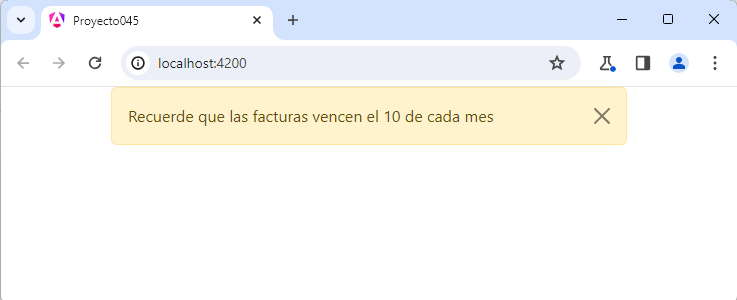 Proyecto045
localhost:4200
Recuerde que las facturas vencen el 10 de cada mes